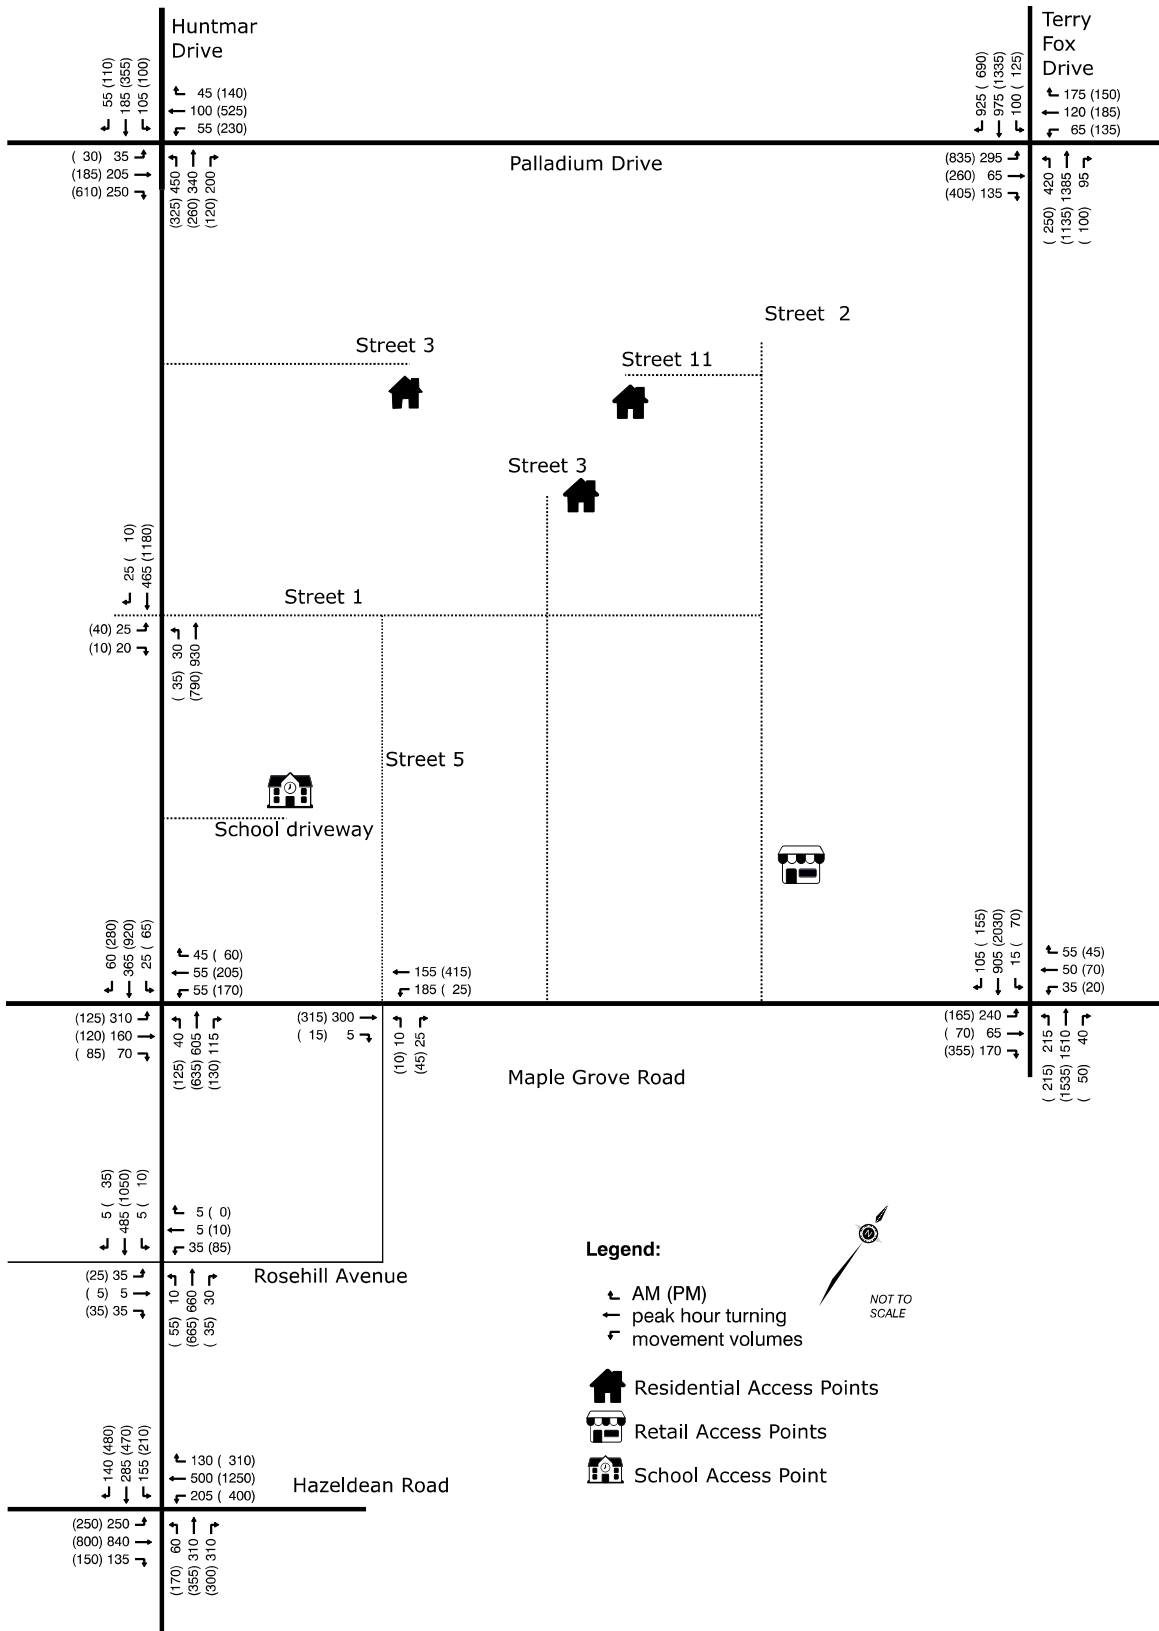 Huntmar
Drive
Terry
Fox
Drive
55 (110)
185 (355)
105 (100)
45 (140)
100 (525)
55 (230)
925 ( 690)
975 (1335)
100 ( 125)
175 (150)
120 (185)
65 (135)
( 30) 35
(185) 205
(610) 250
(325) 450
(260) 340
(120) 200
Palladium Drive
(835) 295
(260) 65
(405) 135
( 250) 420
(1135) 1385
( 100) 95
Street 2
Street 3
Street 11
Street 3
25 ( 10)
465 (1180)
Street 1
(40) 25
(10) 20
( 35) 30
(790) 930
Street 5
School driveway
60 (280)
365 (920)
25 ( 65)
45 ( 60)
55 (205)
55 (170)
155 (415)
185 ( 25)
105 ( 155)
905 (2030)
15 ( 70)
55 (45)
50 (70)
35 (20)
(125) 310
(120) 160
( 85) 70
(125) 40
(635) 605
(130) 115
(315) 300
( 15) 5
(10) 10
(45) 25
(165) 240
( 70) 65
(355) 170
( 215) 215
(1535) 1510
( 50) 40
Maple Grove Road
5 ( 35)
485 (1050)
5 ( 10)
5 ( 0)
5 (10)
35 (85)
Rosehill Avenue
(25) 35
( 5) 5
(35) 35
( 55) 10
(665) 660
( 35) 30
Legend:
AM (PM)
peak hour turning
movement volumes
NOT TO
SCALE
Residential Access Points
Retail Access Points
School Access Point
140 (480)
285 (470)
155 (210)
130 ( 310)
500 (1250)
205 ( 400)
Hazeldean Road
(250) 250
(800) 840
(150) 135
(170) 60
(355) 310
(300) 310